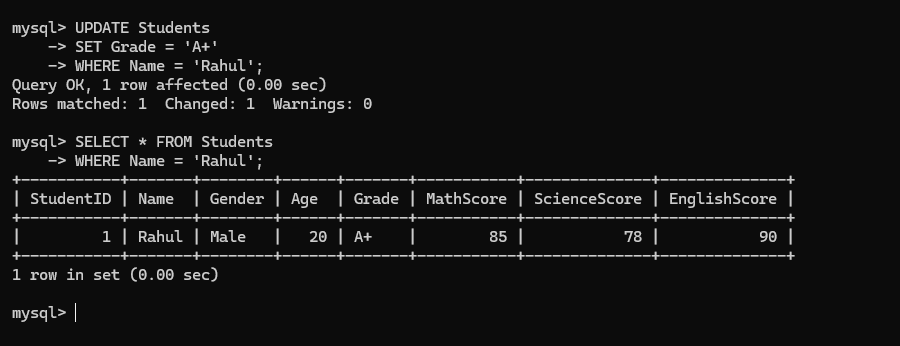 mysql> UPDATE Students
    -> SET Grade = 'A+'
    -> WHERE Name = 'Rahul';
Query OK, 1 row affected (0.00 sec)
Rows matched: 1  Changed: 1  Warnings: 0

mysql> SELECT * FROM Students
    -> WHERE Name = 'Rahul';
+-----------+-------+--------+------+-------+-----------+--------------+--------------+
| StudentID | Name  | Gender | Age  | Grade | MathScore | ScienceScore | EnglishScore |
+-----------+-------+--------+------+-------+-----------+--------------+--------------+
|         1 | Rahul | Male   |   20 | A+    |        85 |           78 |           90 |
+-----------+-------+--------+------+-------+-----------+--------------+--------------+
1 row in set (0.00 sec)

mysql>